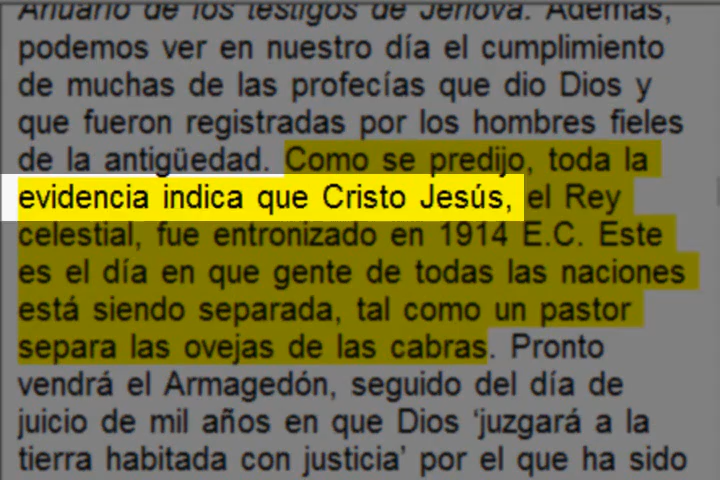 Anuario de los testigos de Jehová. Además,
podemos ver en nuestro día el cumplimiento
de muchas de las profecías que dio Dios y
que fueron registradas por los hombres fieles
de la antigüedad. Como se predijo, toda la
evidencia indica que Cristo Jesús, el Rey
celestial, fue entronizado en 1914 E.C. Este
es el día en que gente de todas las naciones
está siendo separada, tal como un pastor
separa las ovejas de las cabras. Pronto
vendrá el Armagedón, seguido del día de
juicio de mil años en que Dios ‘juzgará a la
tierra habitada con justicia’ por el que ha sido